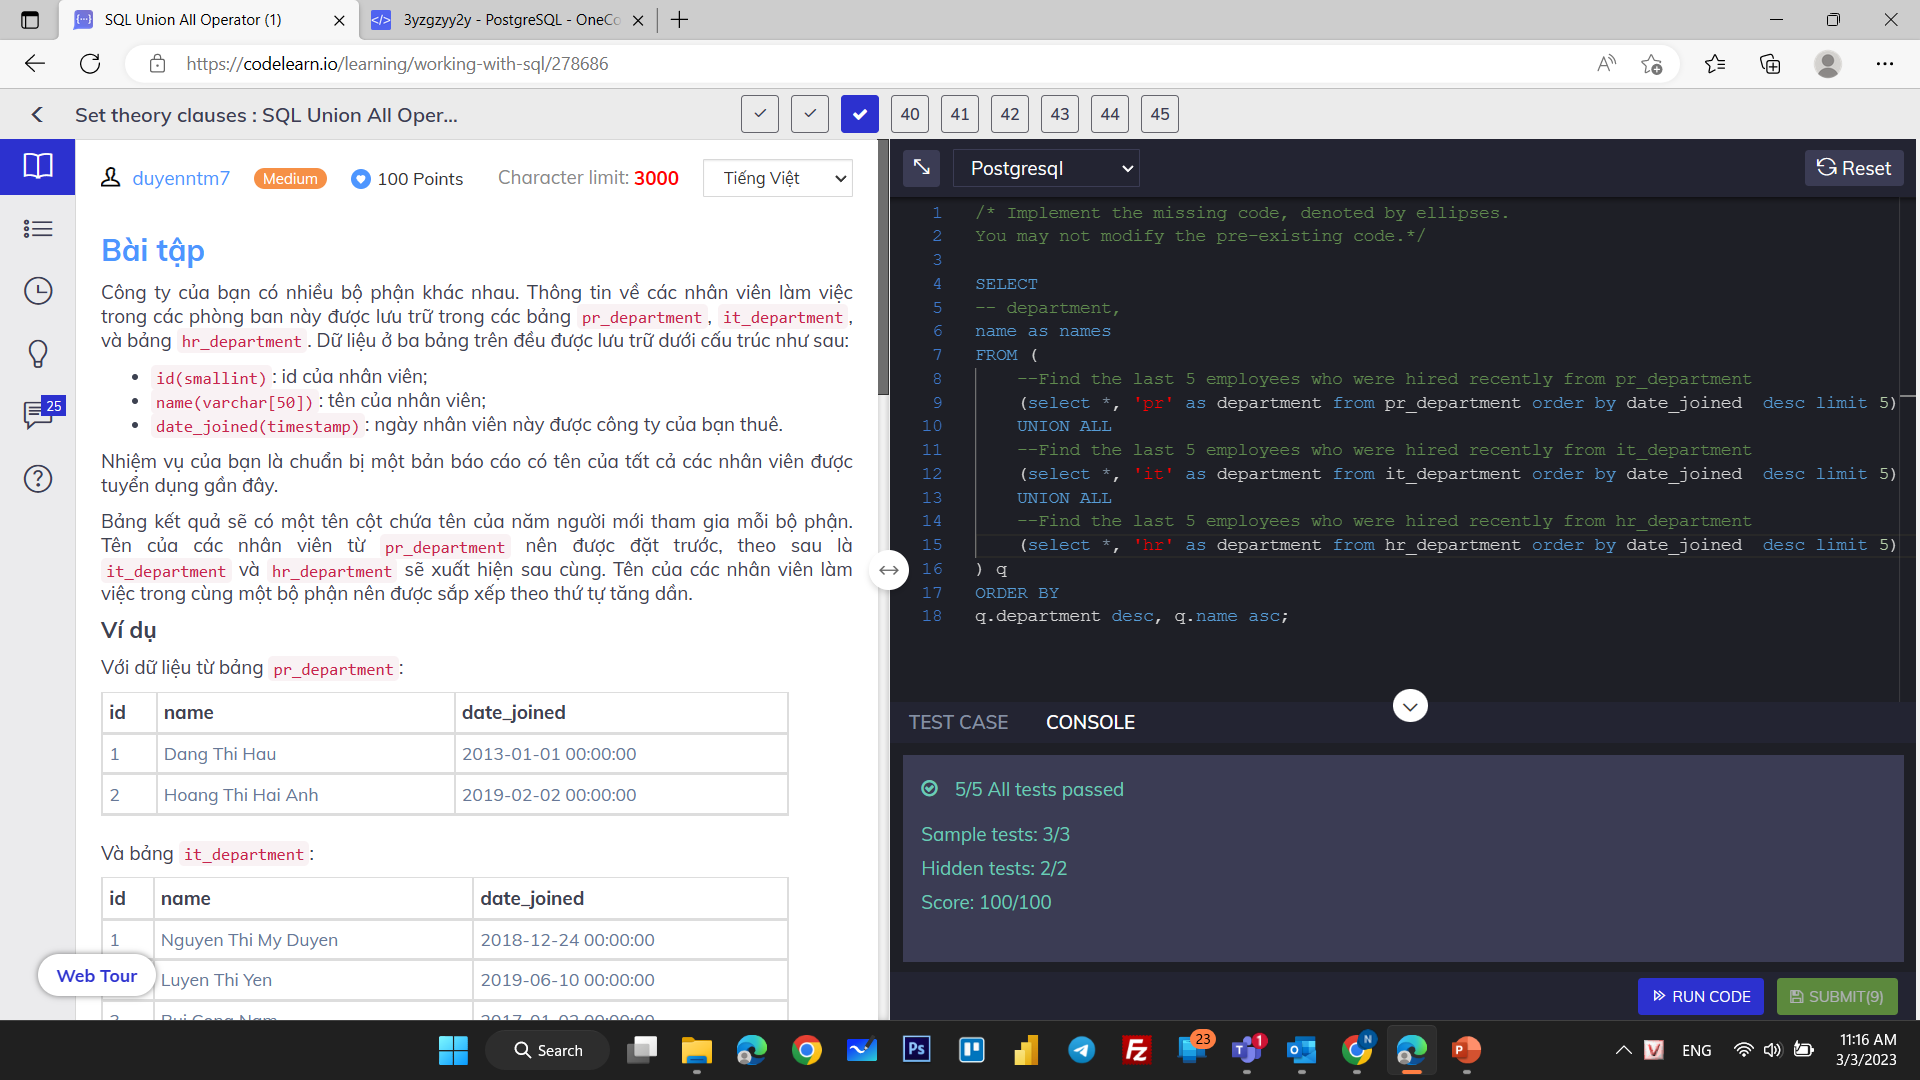 SQL Union All Operator (1)
3yzgzyy2y - PostgreSQL - OneCo
https://codelearn.io/learning/working-with-sql/278686
Set theory clauses : SQL Union All Oper...
40 41 42 43 44 45
duyenntm7
Medium
100 Points
Character limit: 3000
Tiếng Việt
25
Bài tập
Công ty của bạn có nhiều bộ phận khác nhau. Thông tin về các nhân viên làm việc
trong các phòng ban này được lưu trữ trong các bảng pr_department, it_department,
và bảng hr_department. Dữ liệu ở ba bảng trên đều được lưu trữ dưới cấu trúc như sau:
• id(smallint): id của nhân viên;
• name(varchar[50]): tên của nhân viên;
• date_joined(timestamp): ngày nhân viên này được công ty của bạn thuê.
Nhiệm vụ của bạn là chuẩn bị một bản báo cáo có tên của tất cả các nhân viên được
tuyển dụng gần đây.
Bảng kết quả sẽ có một tên cột chứa tên của năm người mới tham gia mỗi bộ phận.
Tên của các nhân viên từ pr_department nên được đặt trước, theo sau là
it_department và hr_department sẽ xuất hiện sau cùng. Tên của các nhân viên làm
việc trong cùng một bộ phận nên được sắp xếp theo thứ tự tăng dần.
Ví dụ
Với dữ liệu từ bảng pr_department:
id name date_joined
1 Dang Thi Hau 2013-01-01 00:00:00
2 Hoang Thi Hai Anh 2019-02-02 00:00:00
Và bảng it_department:
id name date_joined
1 Nguyen Thi My Duyen 2018-12-24 00:00:00
Luyen Thi Yen 2019-06-10 00:00:00
Web Tour
Postgresql
Reset
1 /* Implement the missing code, denoted by ellipses.
2 You may not modify the pre-existing code.*/
3
4 SELECT
5 -- department,
6 name as names
7 FROM (
8 --Find the last 5 employees who were hired recently from pr_department
9 (select *, 'pr' as department from pr_department order by date_joined  desc limit 5)
10 UNION ALL
11 --Find the last 5 employees who were hired recently from it_department
12 (select *, 'it' as department from it_department order by date_joined  desc limit 5)
13 UNION ALL
14 --Find the last 5 employees who were hired recently from hr_department
15 (select *, 'hr' as department from hr_department order by date_joined  desc limit 5)
16 ) q
17 ORDER BY
18 q.department desc, q.name asc;
TEST CASE
CONSOLE
5/5 All tests passed
Sample tests: 3/3
Hidden tests: 2/2
Score: 100/100
RUN CODE
SUBMIT(9)
Search
Ps
Fz
23
T
1
N
P
V
ENG
11:16 AM
3/3/2023